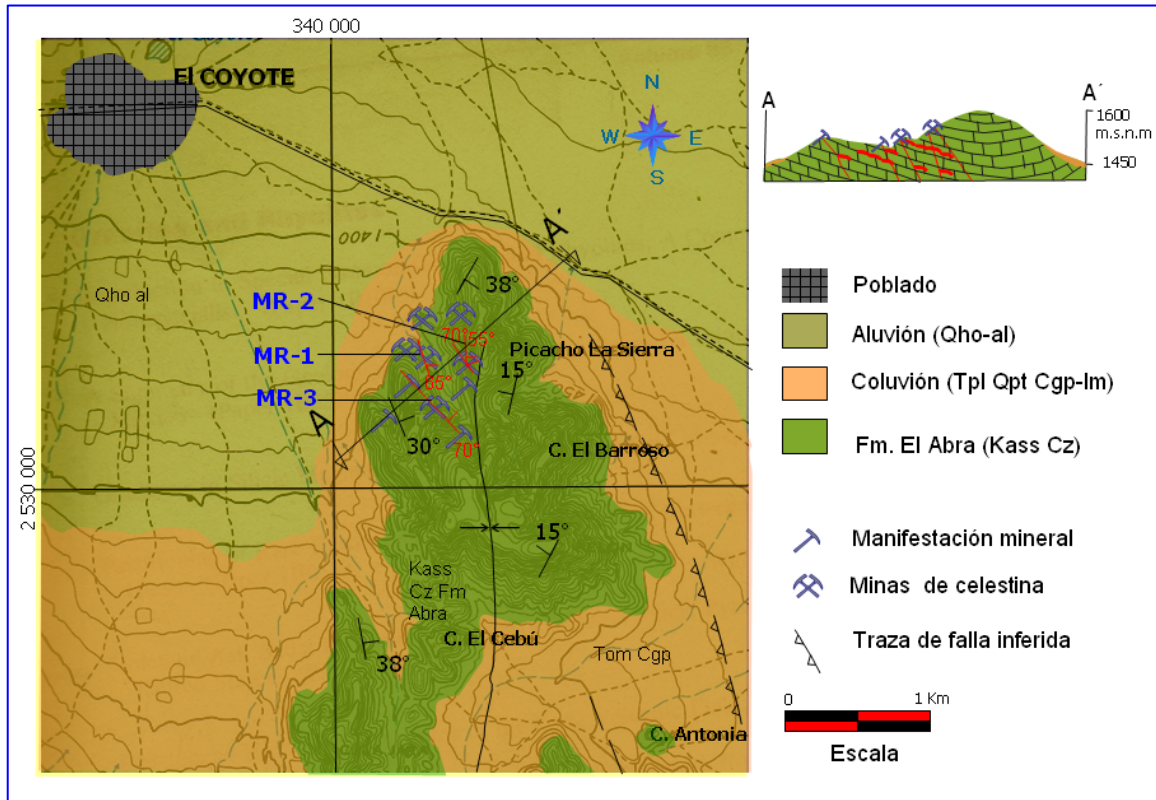 340 000
El COYOTE
N
W E
S
A A´
1600
m.s.n.m
1450
1400
A´
Qho al
38°
MR-2
70°
55°
Picacho La Sierra
MR-1
15°
65°
MR-3
A
30°
70°
C. El Barroso
2 530 000
15°
Kass
Cz Fm
Abra
C. El Cebú
38°
Tom Cgp
C. Antonia
Poblado
Aluvión (Qho-al)
Coluvión (Tpl Qpt Cgp-lm)
Fm. El Abra (Kass Cz)
Manifestación mineral
Minas de celestina
Traza de falla inferida
0 1 Km
Escala